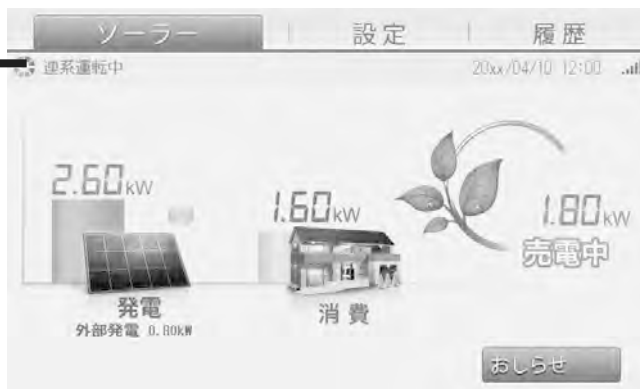 ソーラー 設定 履歴
連系運転中 20xx/04/10 12:00
2.60kW
1.60kW
1.80kW
売電中
発電
消費
外部発電 0.80kW
おしらせ